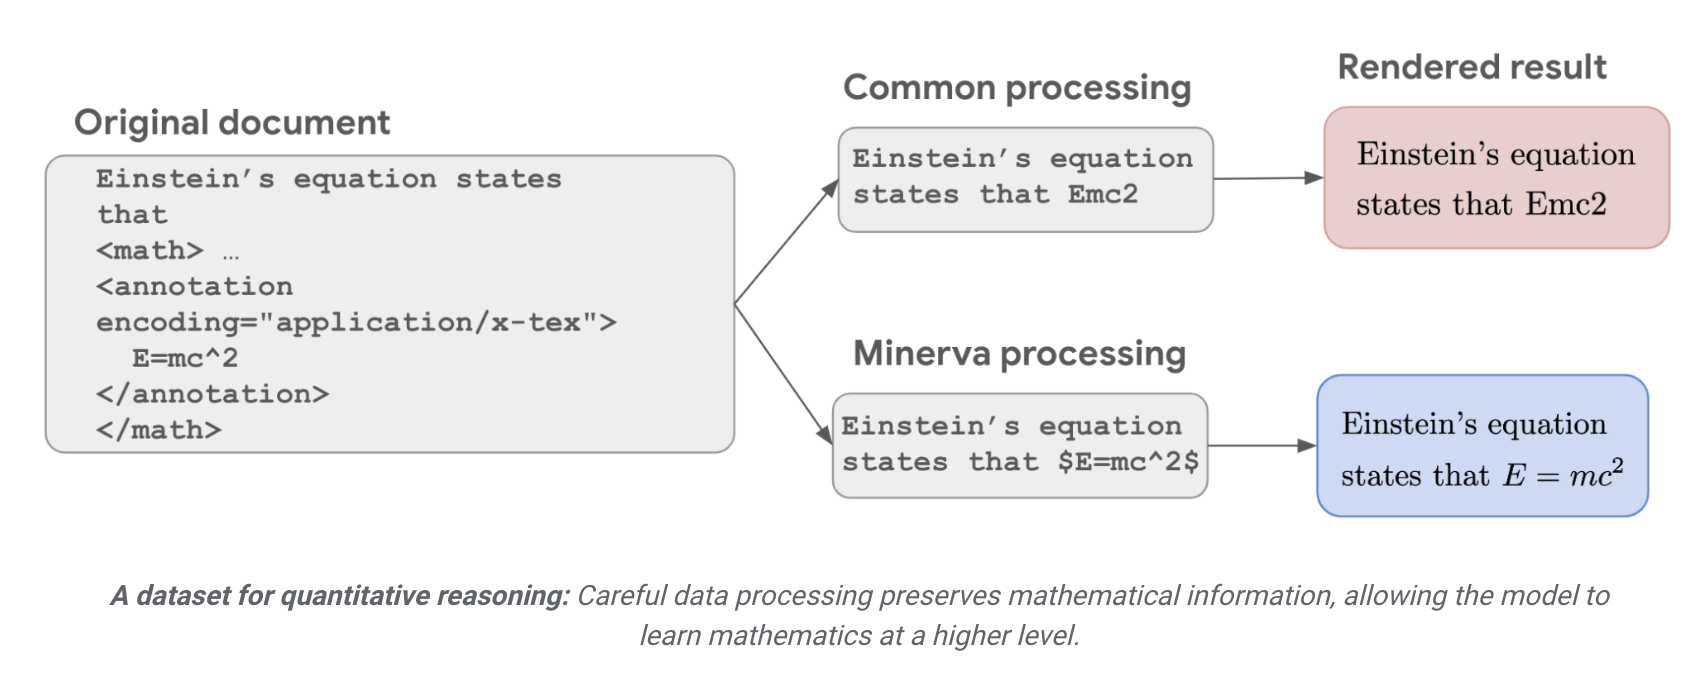 Original document
Einstein’s equation states
that
<math> …
<annotation
encoding="application/x-tex">
E=mc^2
</annotation>
</math>
Common processing
Einstein’s equation
states that Emc2
Rendered result
Einstein’s equation
states that Emc2
Minerva processing
Einstein’s equation
states that $E=mc^2$
Einstein’s equation
states that E = mc²
A dataset for quantitative reasoning: Careful data processing preserves mathematical information, allowing the model to
learn mathematics at a higher level.